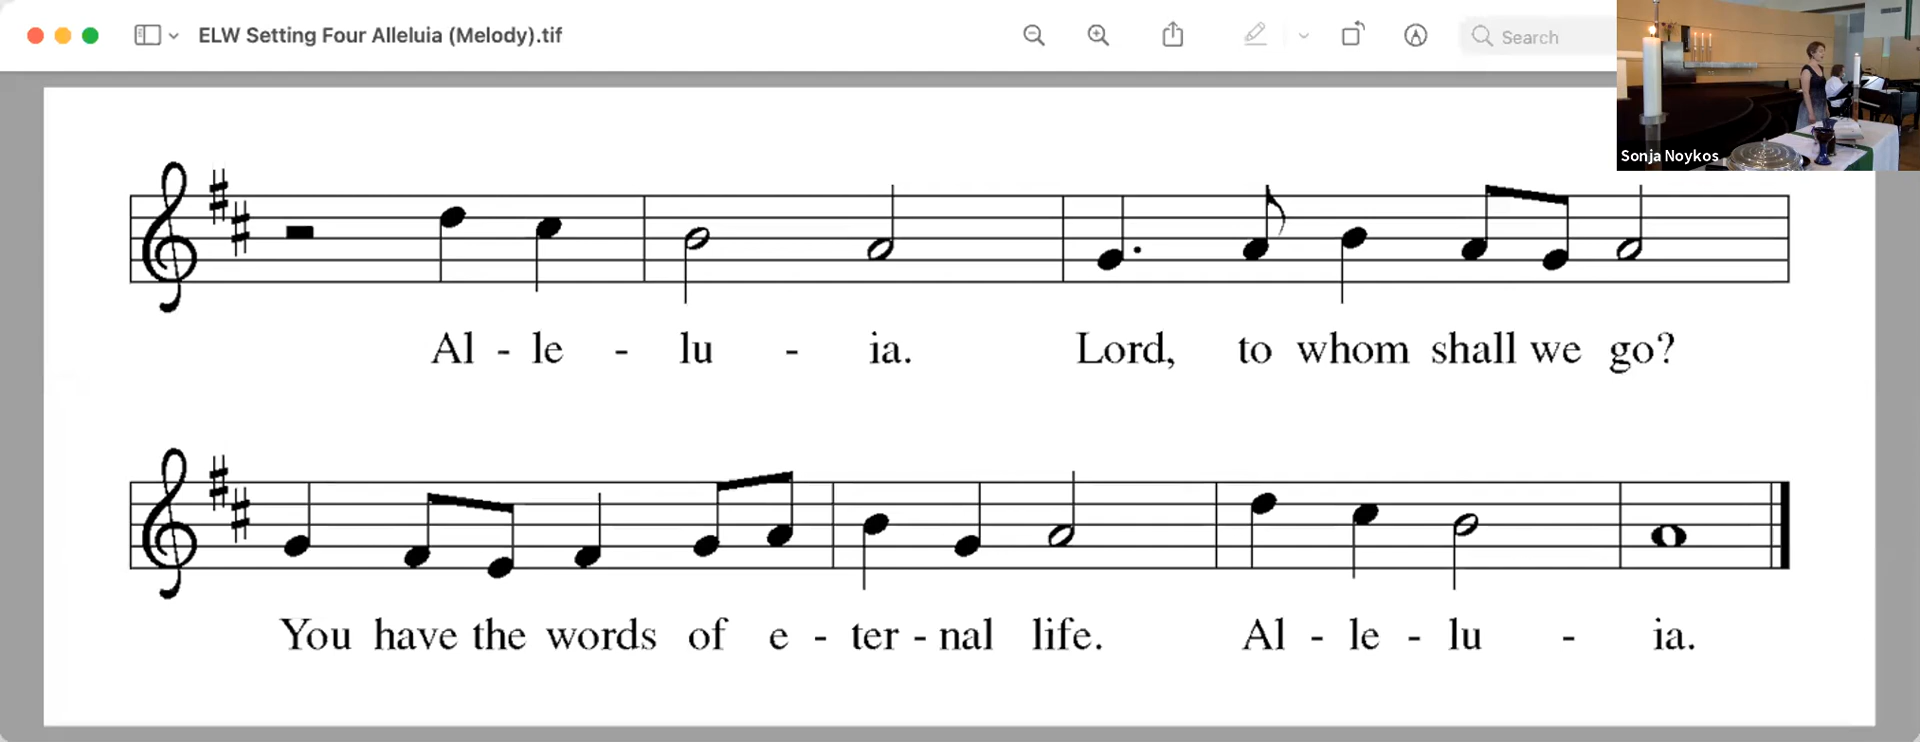 ELW Setting Four Alleluia (Melody).tif
Search
Sonja Noykos
Al - le - lu - ia. Lord, to whom shall we go?
You have the words of e - ter - nal life. Al - le - lu - ia.